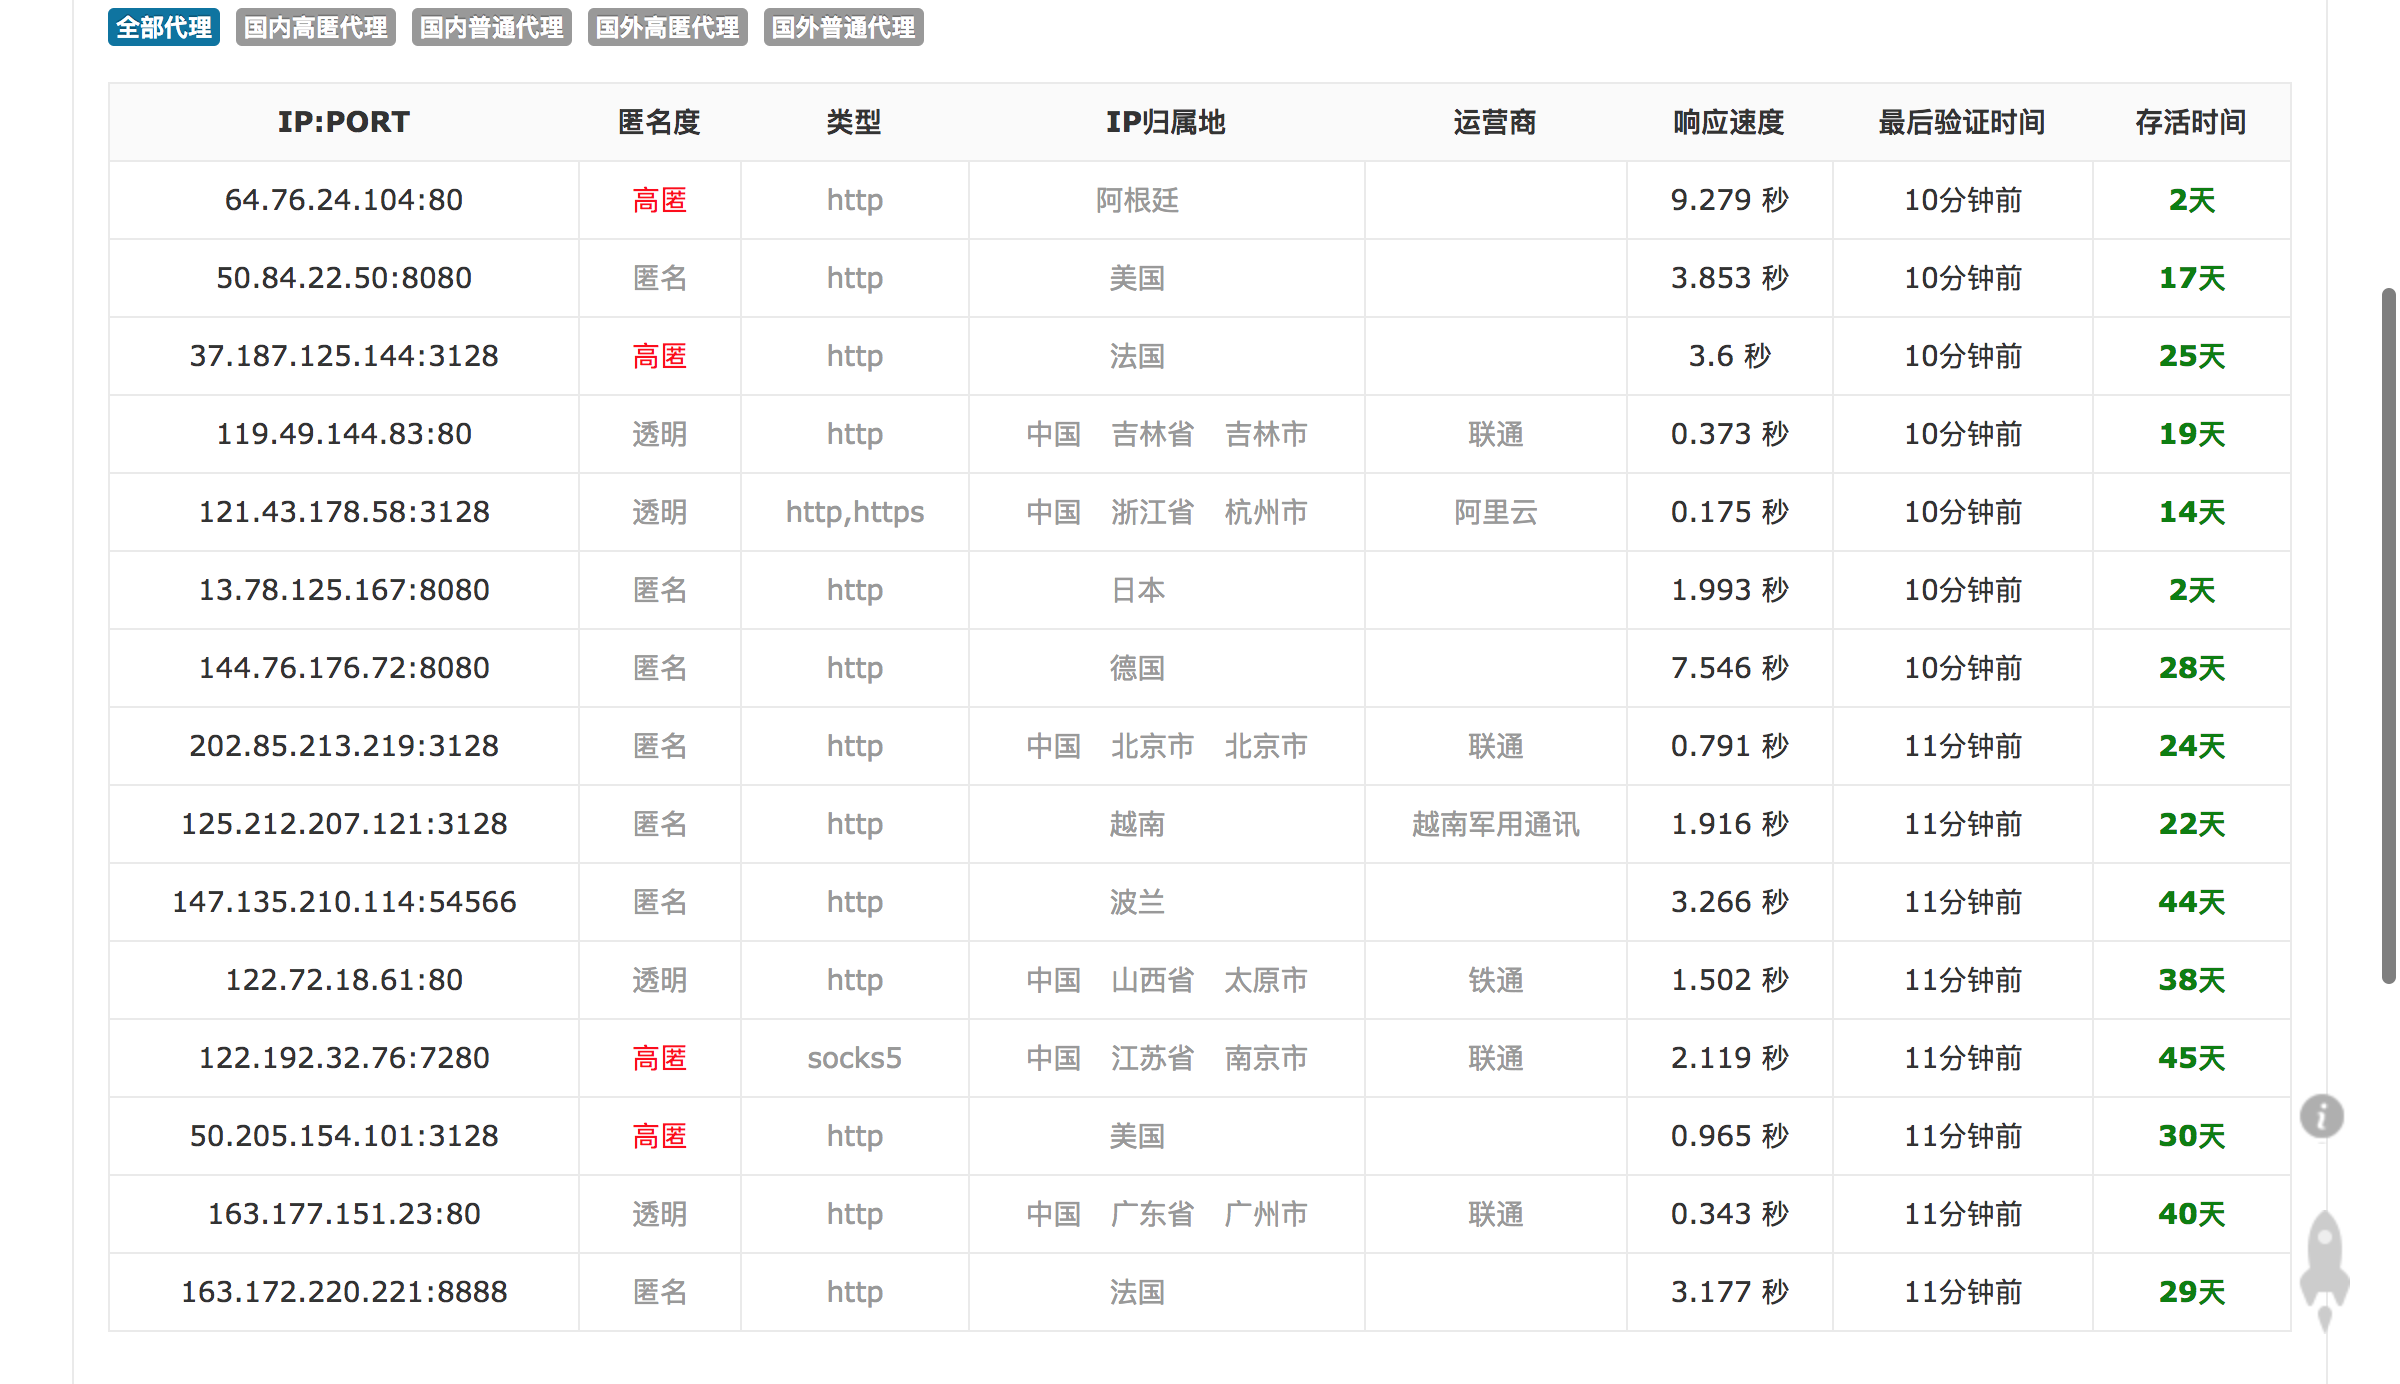 全部代理 国内高匿代理 国内普通代理 国外高匿代理 国外普通代理
IP:PORT 匿名度 类型 IP归属地 运营商 响应速度 最后验证时间 存活时间
64.76.24.104:80 高匿 http 阿根廷 9.279 秒 10分钟前 2天
50.84.22.50:8080 匿名 http 美国 3.853 秒 10分钟前 17天
37.187.125.144:3128 高匿 http 法国 3.6 秒 10分钟前 25天
119.49.144.83:80 透明 http 中国 吉林省 吉林市 联通 0.373 秒 10分钟前 19天
121.43.178.58:3128 透明 http,https 中国 浙江省 杭州市 阿里云 0.175 秒 10分钟前 14天
13.78.125.167:8080 匿名 http 日本 1.993 秒 10分钟前 2天
144.76.176.72:8080 匿名 http 德国 7.546 秒 10分钟前 28天
202.85.213.219:3128 匿名 http 中国 北京市 北京市 联通 0.791 秒 11分钟前 24天
125.212.207.121:3128 匿名 http 越南 越南军用通讯 1.916 秒 11分钟前 22天
147.135.210.114:54566 匿名 http 波兰 3.266 秒 11分钟前 44天
122.72.18.61:80 透明 http 中国 山西省 太原市 铁通 1.502 秒 11分钟前 38天
122.192.32.76:7280 高匿 socks5 中国 江苏省 南京市 联通 2.119 秒 11分钟前 45天
50.205.154.101:3128 高匿 http 美国 0.965 秒 11分钟前 30天
163.177.151.23:80 透明 http 中国 广东省 广州市 联通 0.343 秒 11分钟前 40天
163.172.220.221:8888 匿名 http 法国 3.177 秒 11分钟前 29天